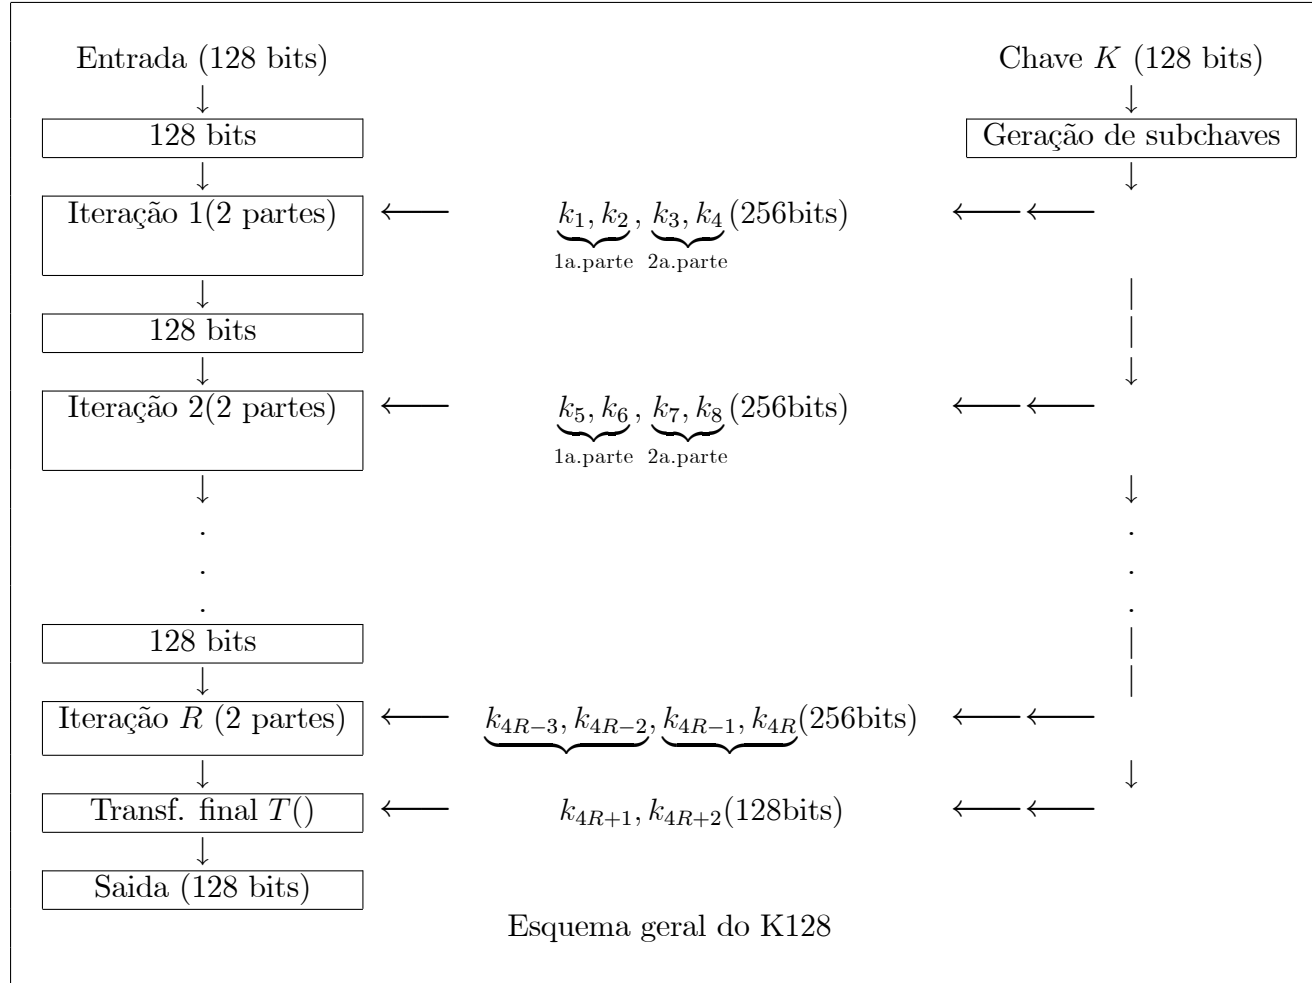 Entrada (128 bits) Chave K (128 bits)
128 bits Geração de subchaves
Iteração 1(2 partes) k₁, k₂, k₃, k₄(256bits)
1a.parte 2a.parte
128 bits
Iteração 2(2 partes) k₅, k₆, k₇, k₈(256bits)
1a.parte 2a.parte
128 bits
Iteração R (2 partes) k₄R₋₃, k₄R₋₂, k₄R₋₁, k₄R(256bits)
Transf. final T() k₄R₊₁, k₄R₊₂(128bits)
Saida (128 bits)
Esquema geral do K128